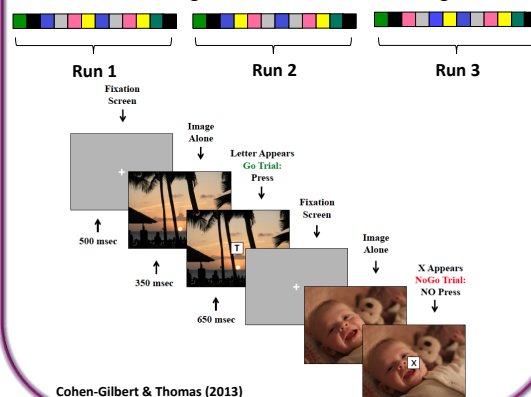 Run 1
Run 2
Run 3
Fixation
Screen
Image
Alone
Letter Appears
Go Trial:
Press
Fixation
Screen
Image
Alone
X Appears
NoGo Trial:
NO Press
T
X
500 msec
350 msec
650 msec
Cohen-Gilbert & Thomas (2013)